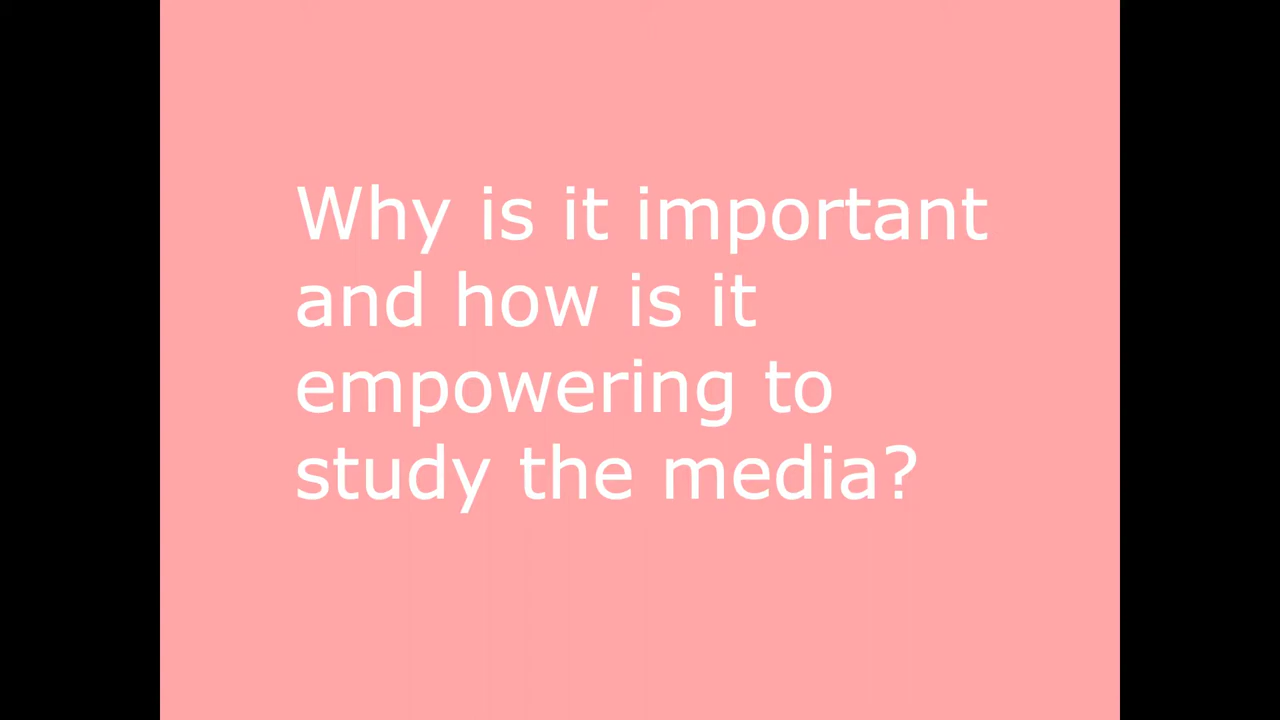 Why is it important
and how is it
empowering to
study the media?